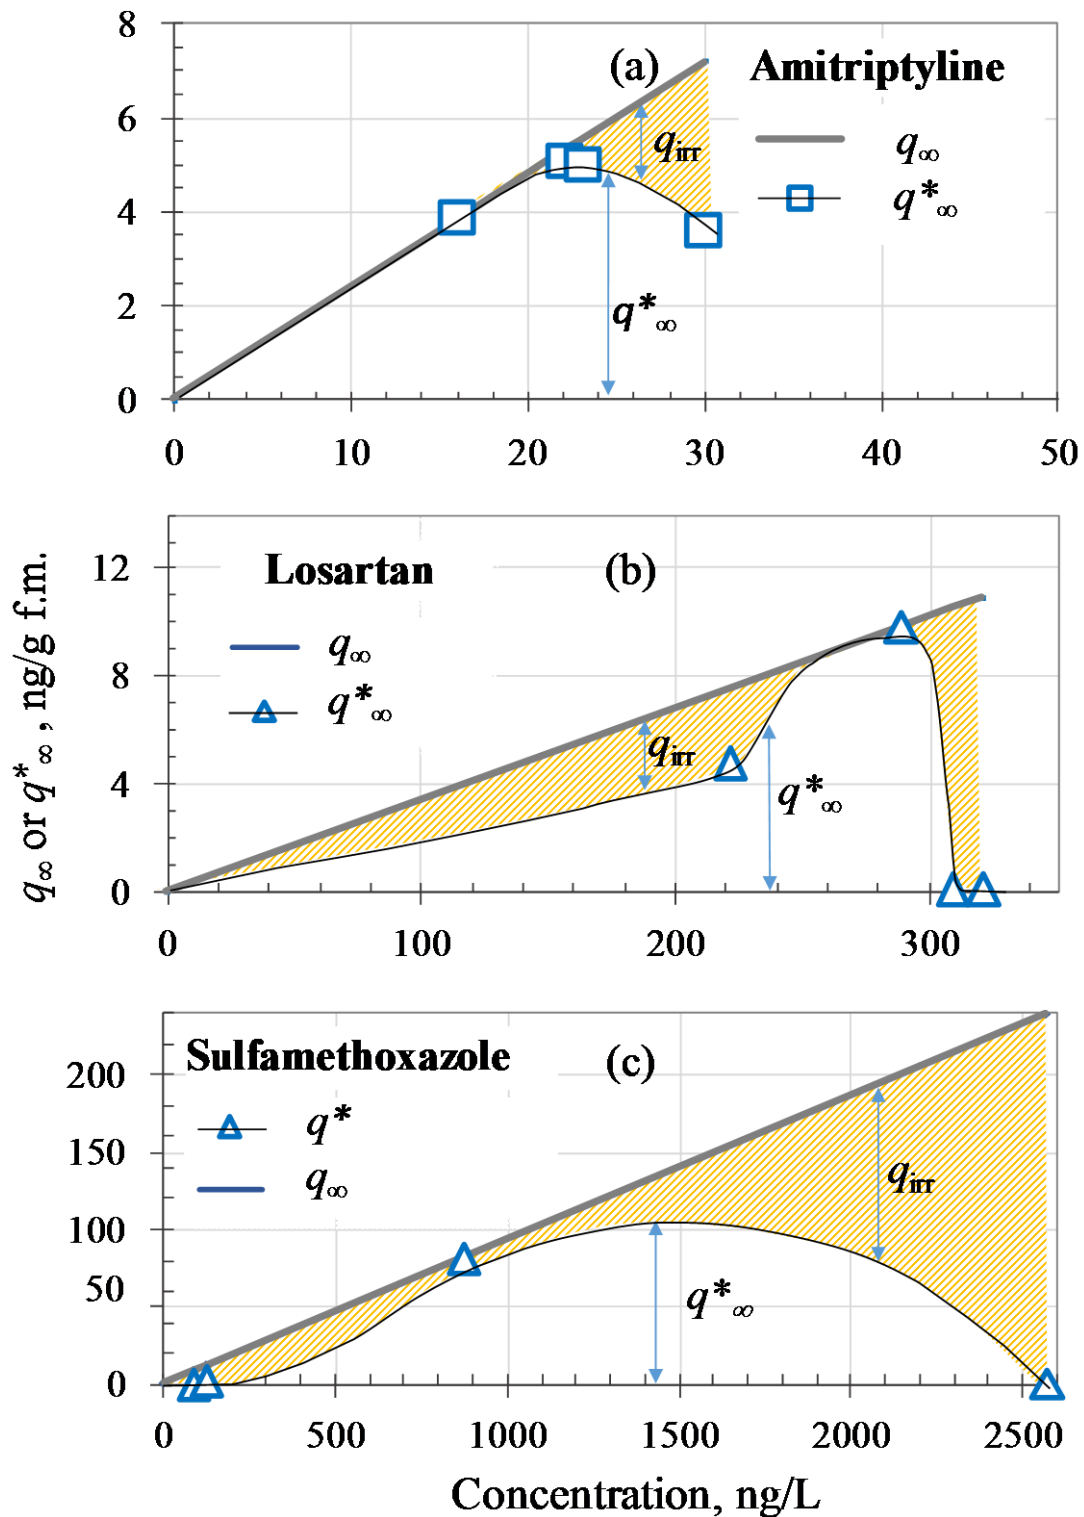 8
6
4
2
0
(a)
Amitriptyline
q∞
q*∞
qirr
q*∞
0 10 20 30 40 50
q∞ or q*∞, ng/g f.m.
12
8
4
0
Losartan
(b)
q∞
q*∞
qirr
q*∞
0 100 200 300
200
150
100
50
0
Sulfamethoxazole
(c)
q*
q∞
qirr
q*∞
0 500 1000 1500 2000 2500
Concentration, ng/L